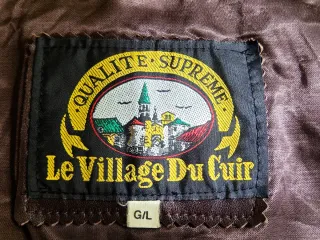 · QUALITE · SUPREME ·
Le Village Du Cuir
G/L